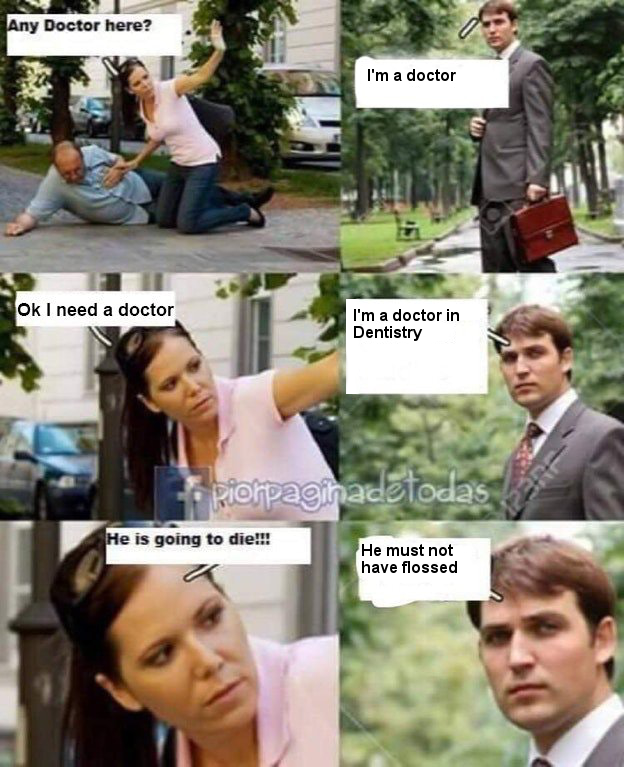 Any Doctor here?
I'm a doctor
Ok I need a doctor
I'm a doctor in
Dentistry
piorpaginadetodas
He is going to die!!!
He must not
have flossed